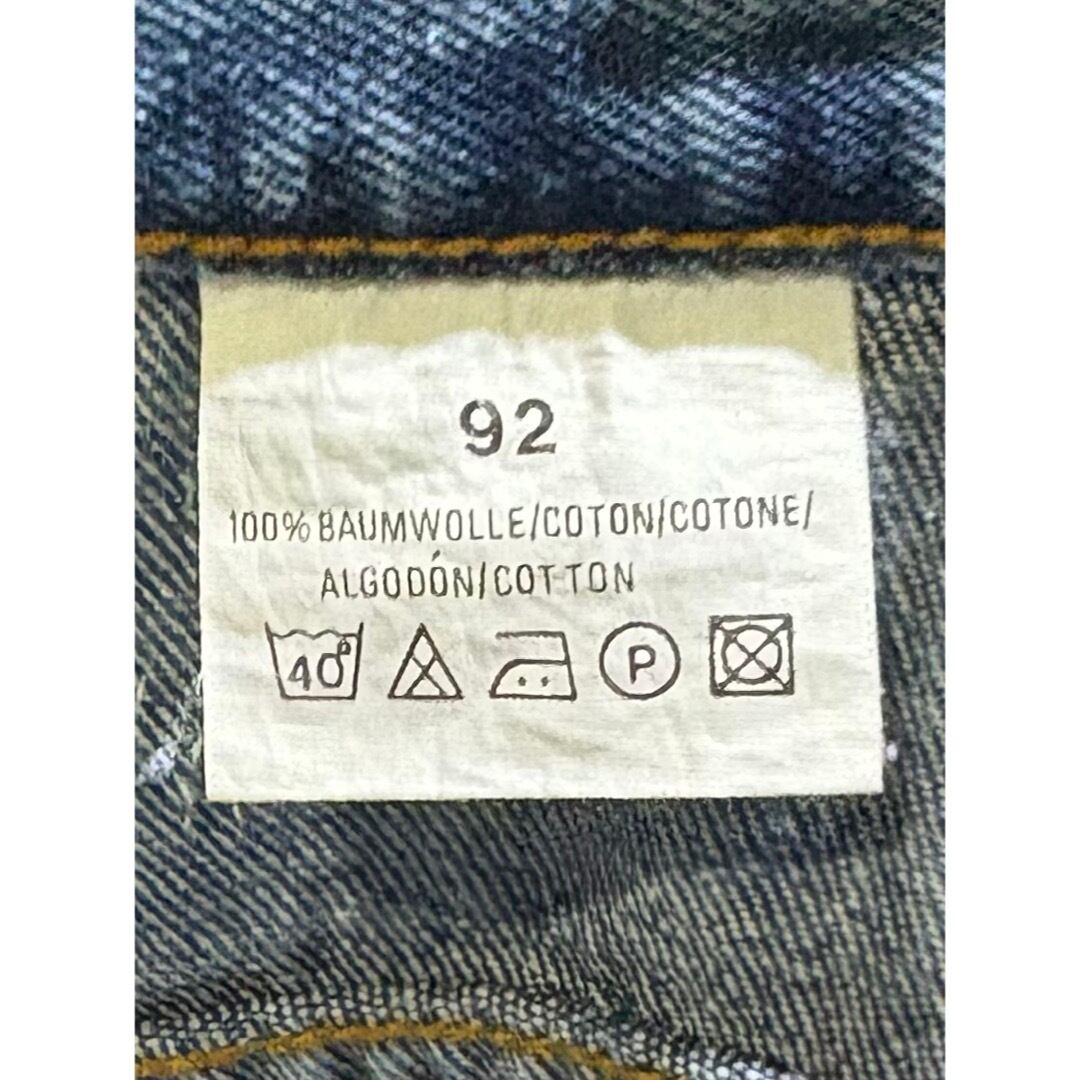 92
100% BAUMWOLLE/COTON/COTONE/
ALGODÓN/COTTON
40° P